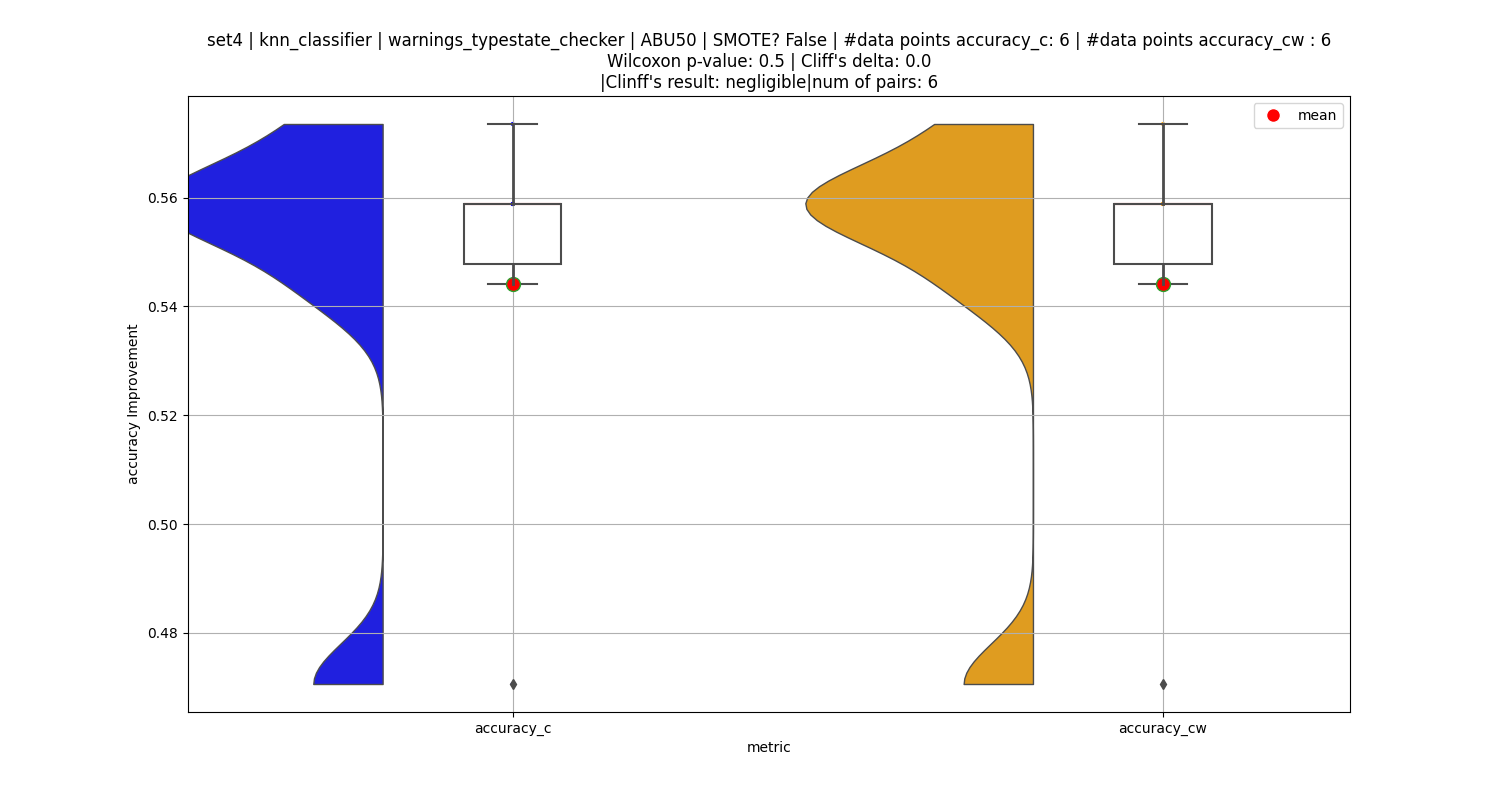 set4 | knn_classifier | warnings_typestate_checker | ABU50 | SMOTE? False | #data points accuracy_c: 6 | #data points accuracy_cw : 6
Wilcoxon p-value: 0.5 | Cliff's delta: 0.0
|Clinff's result: negligible|num of pairs: 6
mean
0.56
0.54
0.52
0.50
0.48
accuracy Improvement
accuracy_c
accuracy_cw
metric